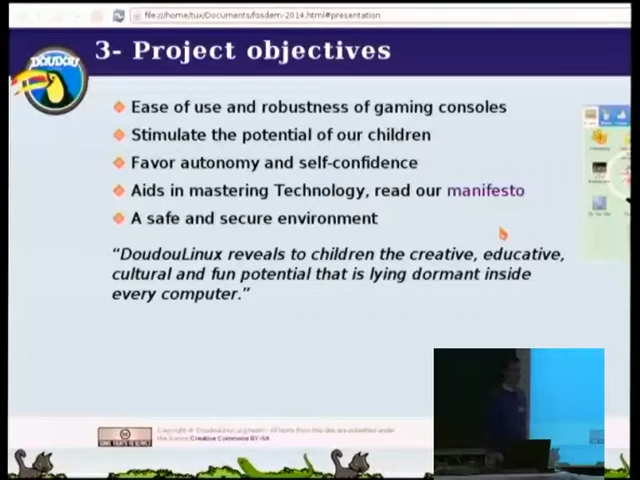 file:///home/tux/Documents/fosdem-2014.html#presentation
3- Project objectives
DOUDOU
Ease of use and robustness of gaming consoles
Stimulate the potential of our children
Favor autonomy and self-confidence
Aids in mastering Technology, read our manifesto
A safe and secure environment
“DoudouLinux reveals to children the creative, educative,
cultural and fun potential that is lying dormant inside
every computer.”
SOME RIGHTS RESERVED
Copyright © DoudouLinux.org team - All texts from this site are submitted under
the license Creative Commons BY-SA